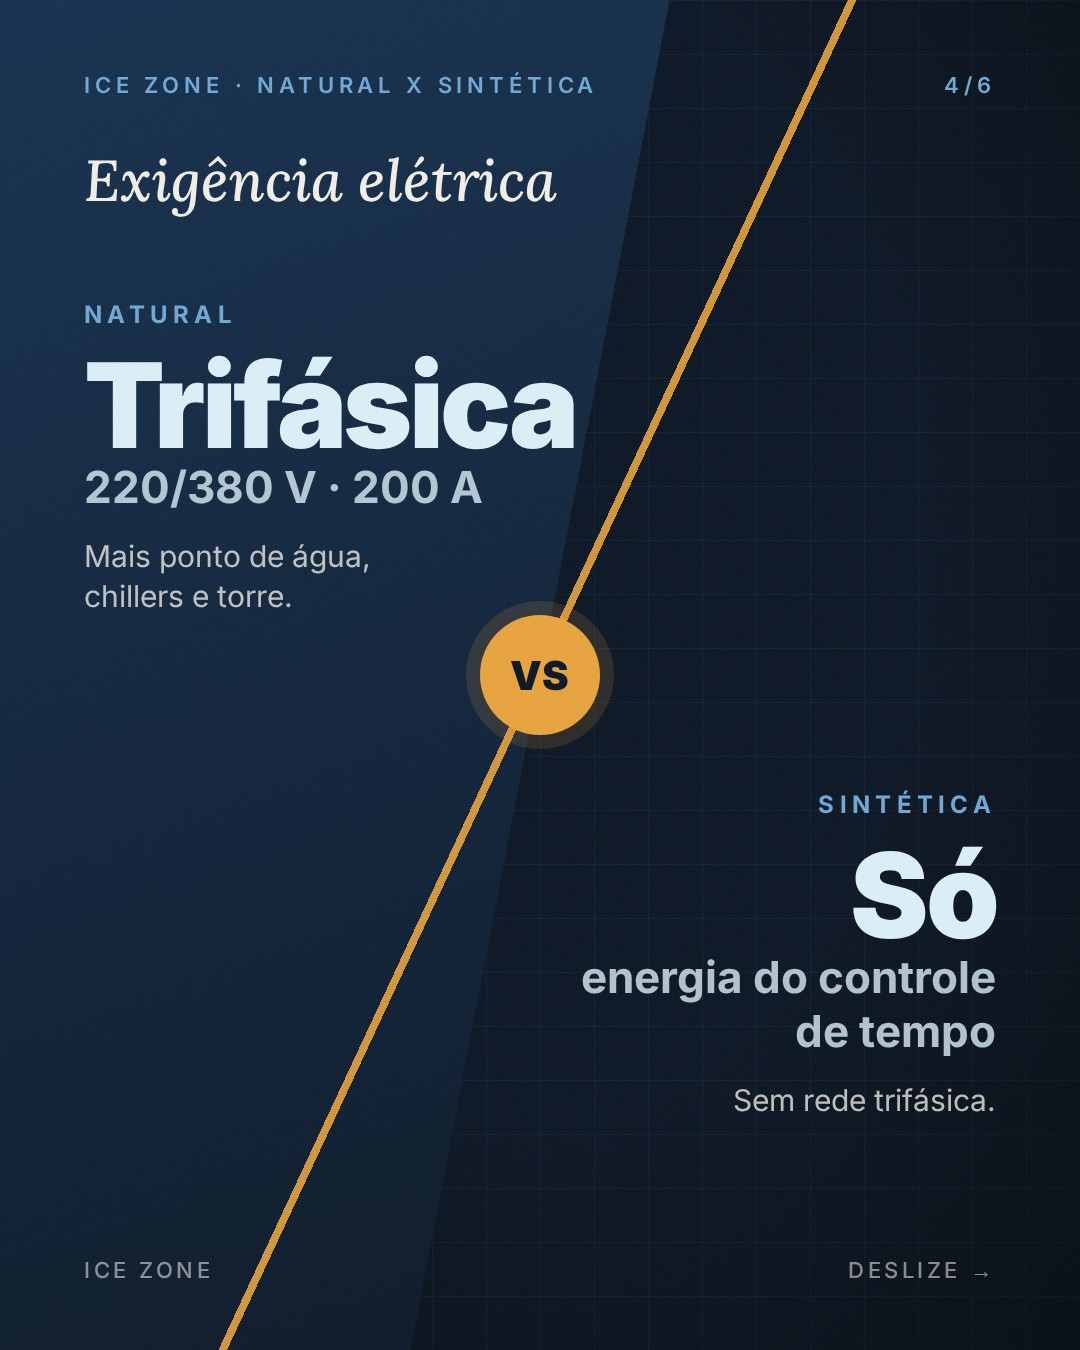 ICE ZONE · NATURAL X SINTÉTICA
4/6
Exigência elétrica
NATURAL
Trifásica
220/380 V · 200 A
Mais ponto de água,
chillers e torre.
VS
SINTÉTICA
Só
energia do controle
de tempo
Sem rede trifásica.
ICE ZONE
DESLIZE →